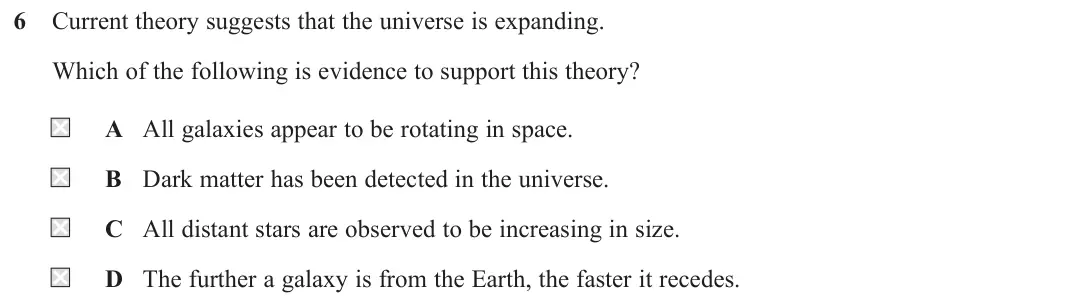 6 Current theory suggests that the universe is expanding.
Which of the following is evidence to support this theory?
A All galaxies appear to be rotating in space.
B Dark matter has been detected in the universe.
C All distant stars are observed to be increasing in size.
D The further a galaxy is from the Earth, the faster it recedes.